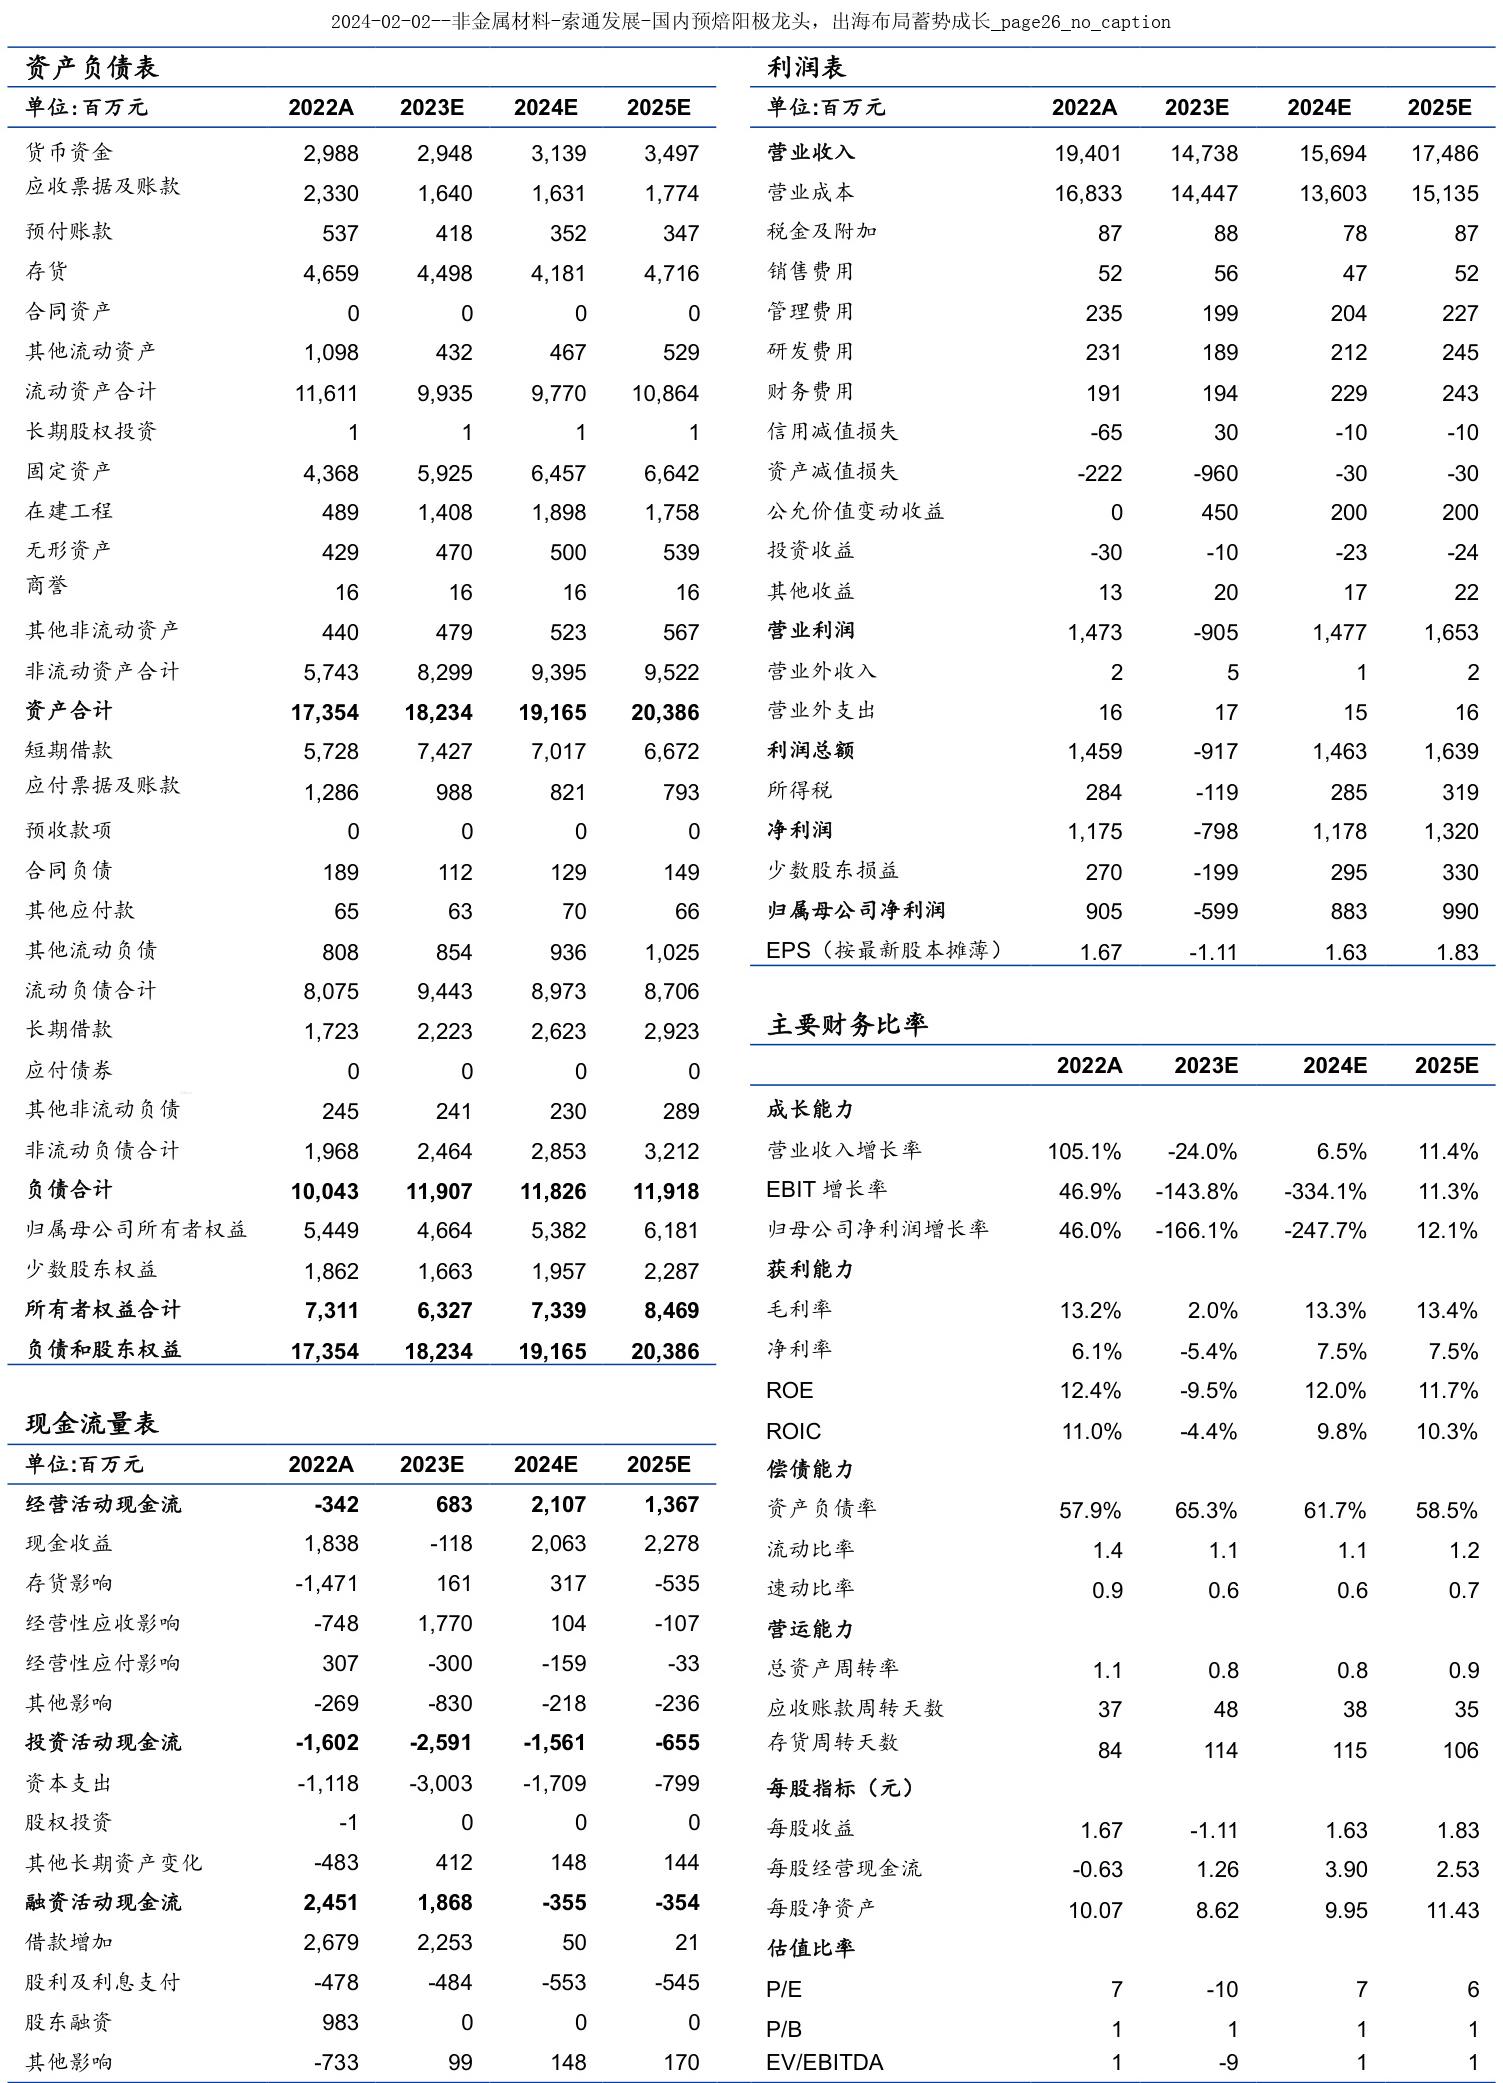 2024-02-02--非金属材料-索通发展-国内预焙阳极龙头，出海布局蓄势成长_page26_no_caption
资产负债表
单位:百万元 2022A 2023E 2024E 2025E
货币资金 2,988 2,948 3,139 3,497
应收票据及账款 2,330 1,640 1,631 1,774
预付账款 537 418 352 347
存货 4,659 4,498 4,181 4,716
合同资产 0 0 0 0
其他流动资产 1,098 432 467 529
流动资产合计 11,611 9,935 9,770 10,864
长期股权投资 1 1 1 1
固定资产 4,368 5,925 6,457 6,642
在建工程 489 1,408 1,898 1,758
无形资产 429 470 500 539
商誉 16 16 16 16
其他非流动资产 440 479 523 567
非流动资产合计 5,743 8,299 9,395 9,522
资产合计 17,354 18,234 19,165 20,386
短期借款 5,728 7,427 7,017 6,672
应付票据及账款 1,286 988 821 793
预收款项 0 0 0 0
合同负债 189 112 129 149
其他应付款 65 63 70 66
其他流动负债 808 854 936 1,025
流动负债合计 8,075 9,443 8,973 8,706
长期借款 1,723 2,223 2,623 2,923
应付债券 0 0 0 0
其他非流动负债 245 241 230 289
非流动负债合计 1,968 2,464 2,853 3,212
负债合计 10,043 11,907 11,826 11,918
归属母公司所有者权益 5,449 4,664 5,382 6,181
少数股东权益 1,862 1,663 1,957 2,287
所有者权益合计 7,311 6,327 7,339 8,469
负债和股东权益 17,354 18,234 19,165 20,386
现金流量表
单位:百万元 2022A 2023E 2024E 2025E
经营活动现金流 -342 683 2,107 1,367
现金收益 1,838 -118 2,063 2,278
存货影响 -1,471 161 317 -535
经营性应收影响 -748 1,770 104 -107
经营性应付影响 307 -300 -159 -33
其他影响 -269 -830 -218 -236
投资活动现金流 -1,602 -2,591 -1,561 -655
资本支出 -1,118 -3,003 -1,709 -799
股权投资 -1 0 0 0
其他长期资产变化 -483 412 148 144
融资活动现金流 2,451 1,868 -355 -354
借款增加 2,679 2,253 50 21
股利及利息支付 -478 -484 -553 -545
股东融资 983 0 0 0
其他影响 -733 99 148 170
利润表
单位:百万元 2022A 2023E 2024E 2025E
营业收入 19,401 14,738 15,694 17,486
营业成本 16,833 14,447 13,603 15,135
税金及附加 87 88 78 87
销售费用 52 56 47 52
管理费用 235 199 204 227
研发费用 231 189 212 245
财务费用 191 194 229 243
信用减值损失 -65 30 -10 -10
资产减值损失 -222 -960 -30 -30
公允价值变动收益 0 450 200 200
投资收益 -30 -10 -23 -24
其他收益 13 20 17 22
营业利润 1,473 -905 1,477 1,653
营业外收入 2 5 1 2
营业外支出 16 17 15 16
利润总额 1,459 -917 1,463 1,639
所得税 284 -119 285 319
净利润 1,175 -798 1,178 1,320
少数股东损益 270 -199 295 330
归属母公司净利润 905 -599 883 990
EPS（按最新股本摊薄） 1.67 -1.11 1.63 1.83
主要财务比率
2022A 2023E 2024E 2025E
成长能力
营业收入增长率 105.1% -24.0% 6.5% 11.4%
EBIT 增长率 46.9% -143.8% -334.1% 11.3%
归母公司净利润增长率 46.0% -166.1% -247.7% 12.1%
获利能力
毛利率 13.2% 2.0% 13.3% 13.4%
净利率 6.1% -5.4% 7.5% 7.5%
ROE 12.4% -9.5% 12.0% 11.7%
ROIC 11.0% -4.4% 9.8% 10.3%
偿债能力
资产负债率 57.9% 65.3% 61.7% 58.5%
流动比率 1.4 1.1 1.1 1.2
速动比率 0.9 0.6 0.6 0.7
营运能力
总资产周转率 1.1 0.8 0.8 0.9
应收账款周转天数 37 48 38 35
存货周转天数 84 114 115 106
每股指标（元）
每股收益 1.67 -1.11 1.63 1.83
每股经营现金流 -0.63 1.26 3.90 2.53
每股净资产 10.07 8.62 9.95 11.43
估值比率
P/E 7 -10 7 6
P/B 1 1 1 1
EV/EBITDA 1 -9 1 1